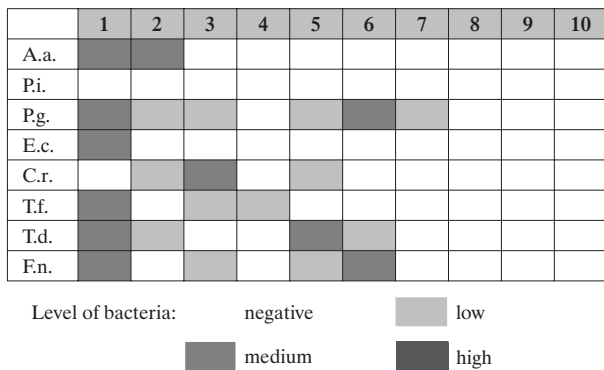 1 2 3 4 5 6 7 8 9 10
A.a.
P.i.
P.g.
E.c.
C.r.
T.f.
T.d.
F.n.
Level of bacteria: negative low
medium high